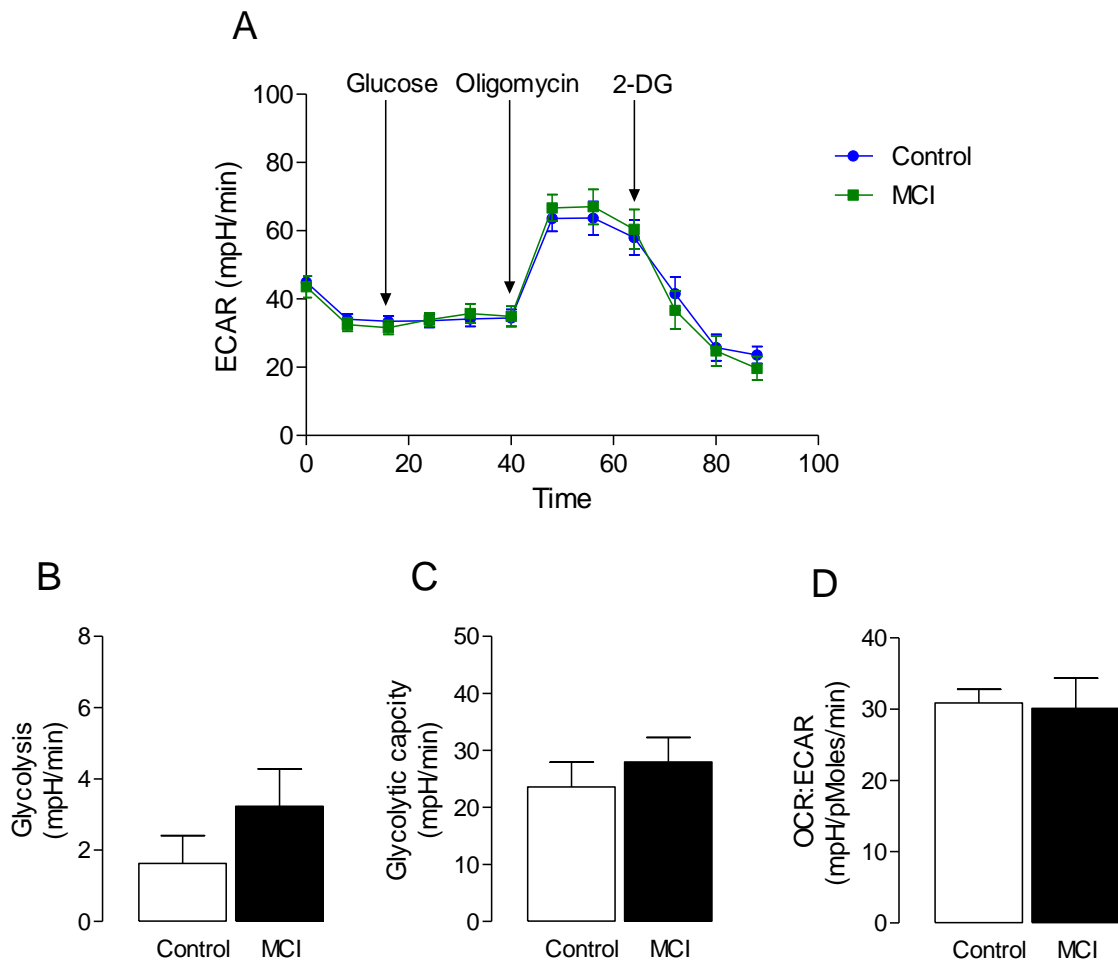 A
Glucose Oligomycin 2-DG
100
80
60
40
20
0
ECAR (mpH/min)
0 20 40 60 80 100
Time
Control
MCI
B
Glycolysis
(mpH/min)
8
6
4
2
0
Control MCI
C
Glycolytic capcity
(mpH/min)
50
40
30
20
10
0
Control MCI
D
OCR:ECAR
(mpH/pMoles/min)
40
30
20
10
0
Control MCI